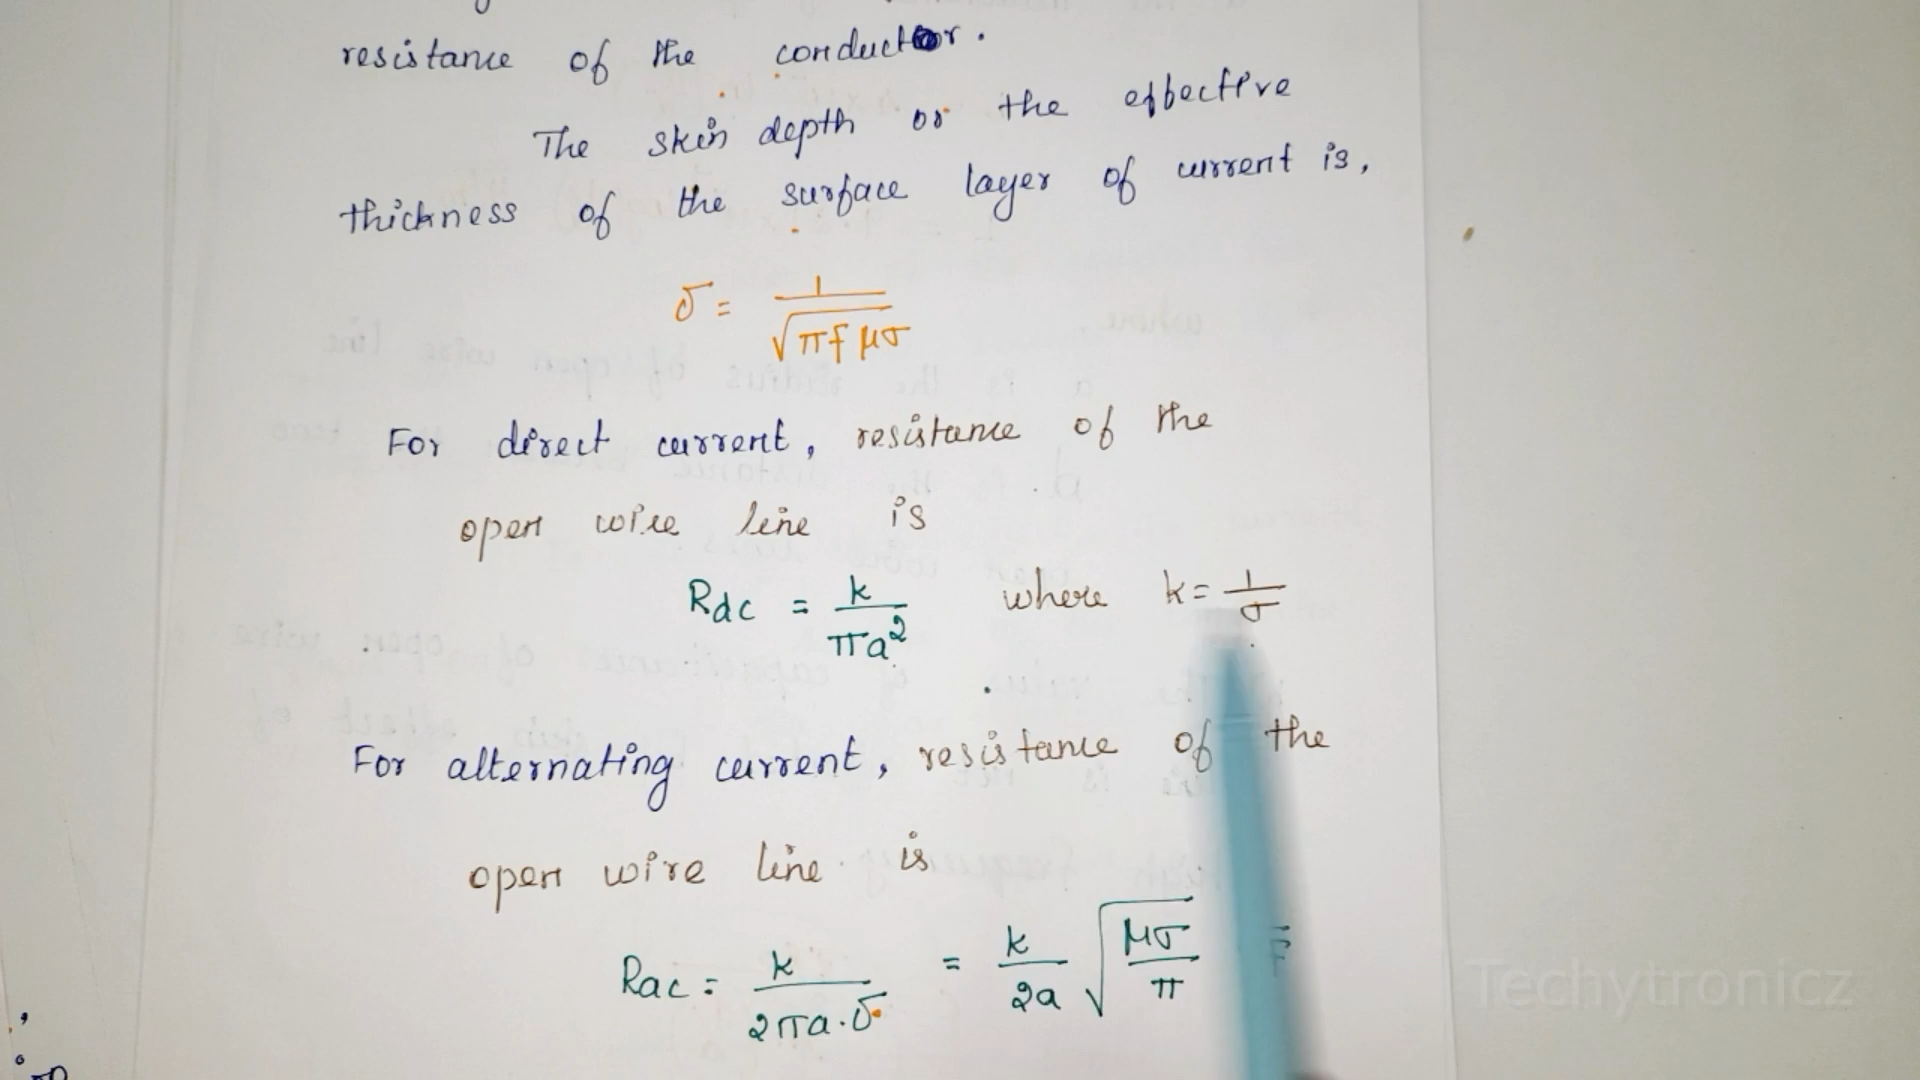 resistance of the conductor.
The skin depth or the effective
thickness of the surface layer of current is,
δ = 1/√(πfμσ)
For direct current, resistance of the
open wire line is
Rdc = k/πa² where k = 1/σ
For alternating current, resistance of the
open wire line is
Rac = k/(2πa.δ) = k/2a √(μσ/π)
Techytronicz